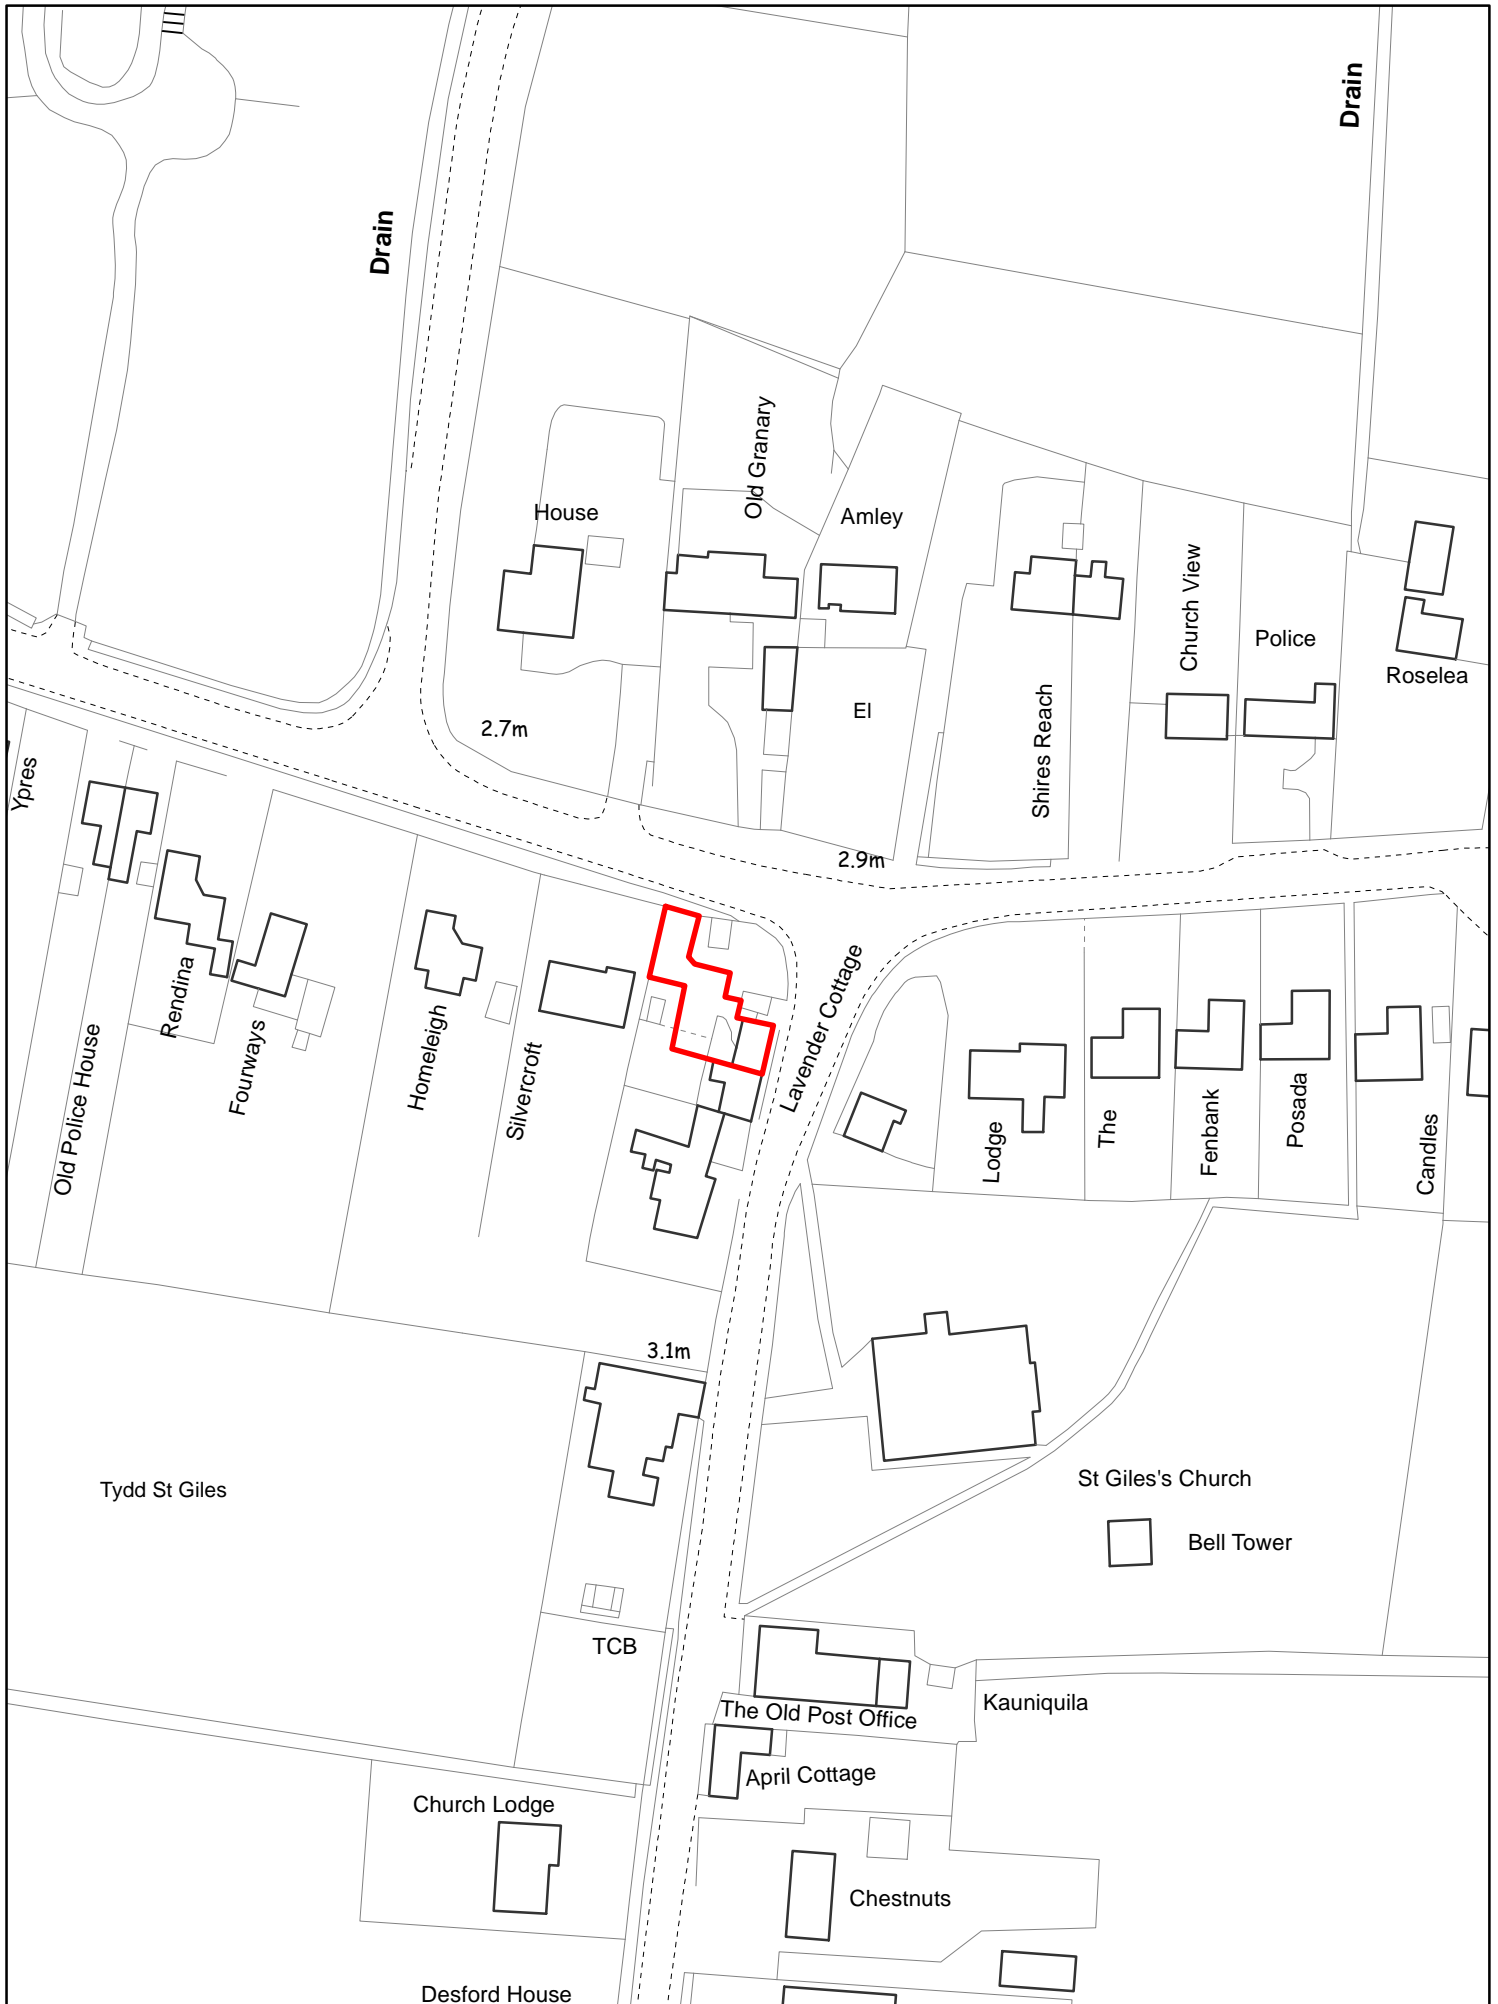 Drain
Drain
Old Granary
House
Amley
Church View
Police
Roselea
El
2.7m
Shires Reach
Ypres
2.9m
Lavender Cottage
Rendina
Old Police House
Fourways
Homeleigh
Silvercroft
Lodge
The
Fenbank
Posada
Candles
3.1m
Tydd St Giles
St Giles's Church
Bell Tower
TCB
Kauniquila
The Old Post Office
April Cottage
Church Lodge
Chestnuts
Desford House